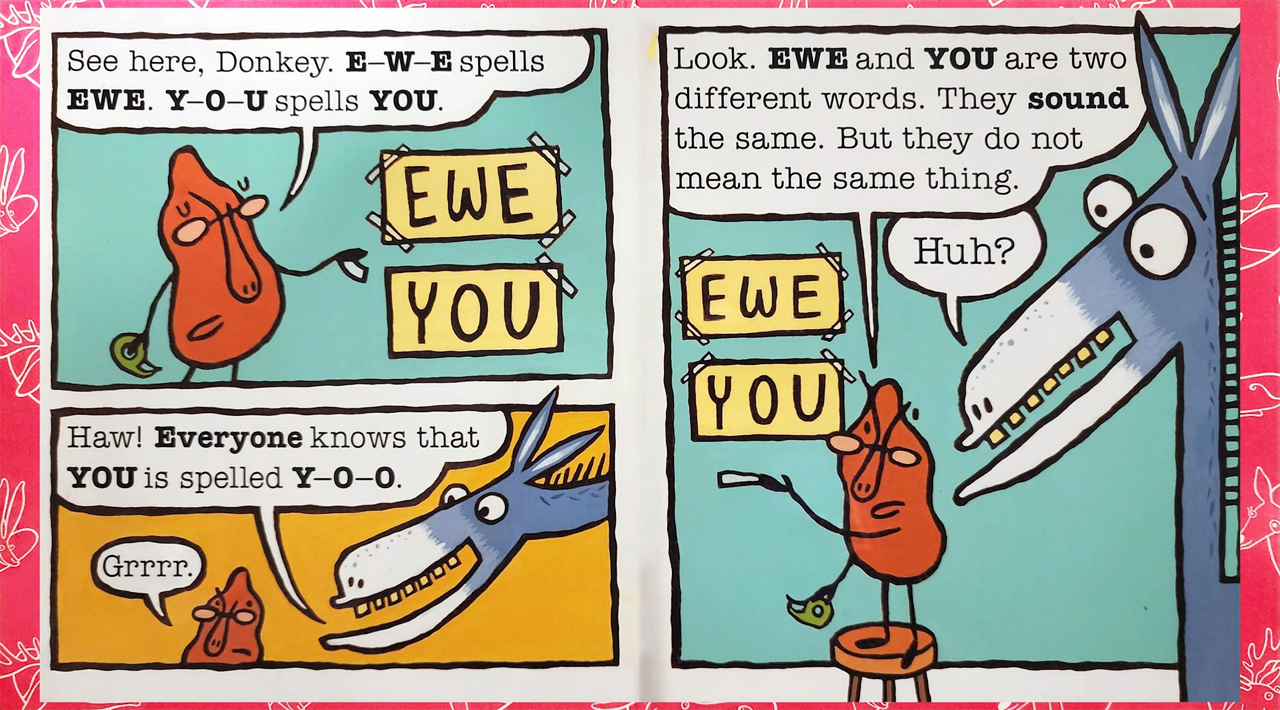 See here, Donkey. E–W–E spells
EWE. Y–O–U spells YOU.
EWE
YOU
Haw! Everyone knows that
YOU is spelled Y–O–O.
Grrrr.
Look. EWE and YOU are two
different words. They sound
the same. But they do not
mean the same thing.
Huh?
EWE
YOU